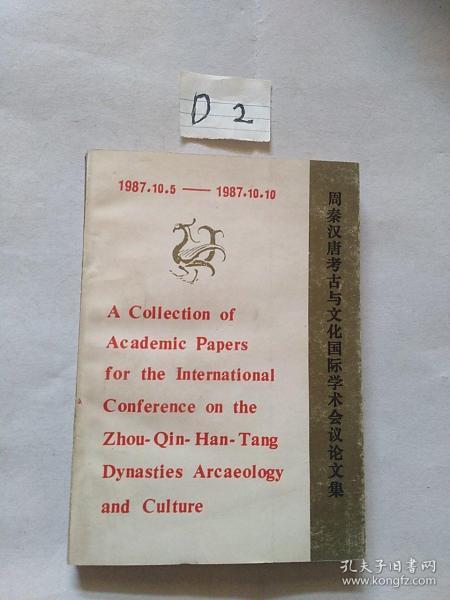 D 2
1987.10.5 — 1987.10.10
A Collection of
Academic Papers
for the International
Conference on the
Zhou-Qin-Han-Tang
Dynasties Arcaeology
and Culture
周秦汉唐考古与文化国际学术会议论文集
孔夫子旧书网
www.kongfz.com